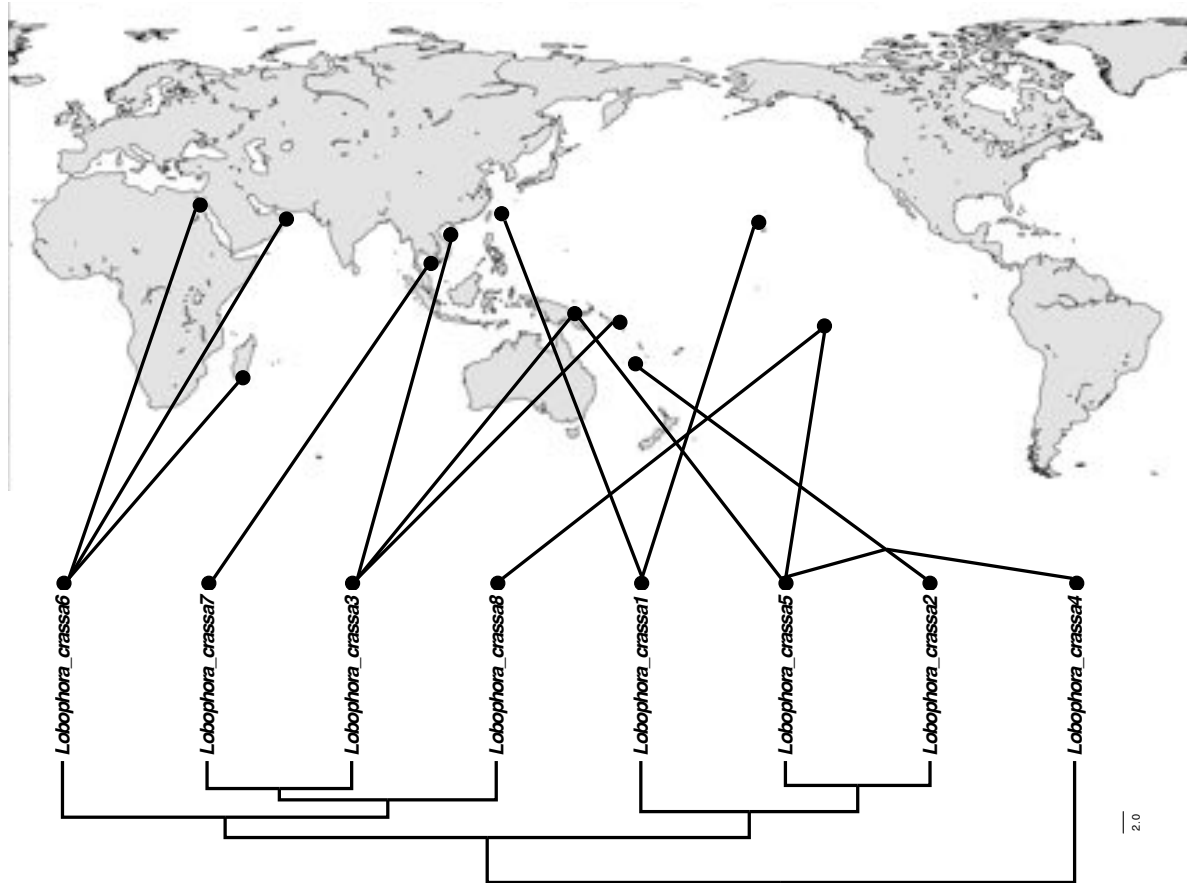 Lobophora_crassa6
Lobophora_crassa7
Lobophora_crassa3
Lobophora_crassa8
Lobophora_crassa1
Lobophora_crassa5
Lobophora_crassa2
Lobophora_crassa4
2.0